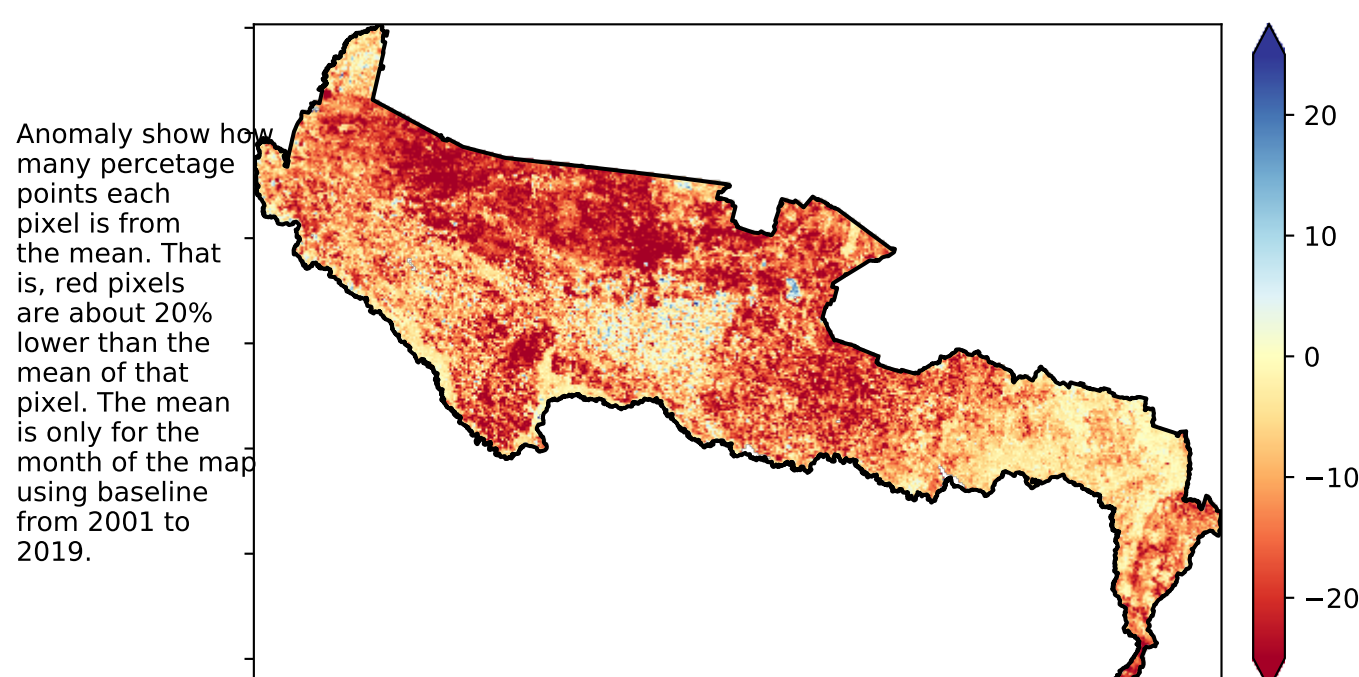 Anomaly show how
many percetage
points each
pixel is from
the mean. That
is, red pixels
are about 20%
lower than the
mean of that
pixel. The mean
is only for the
month of the map
using baseline
from 2001 to
2019.
20
10
0
−10
−20